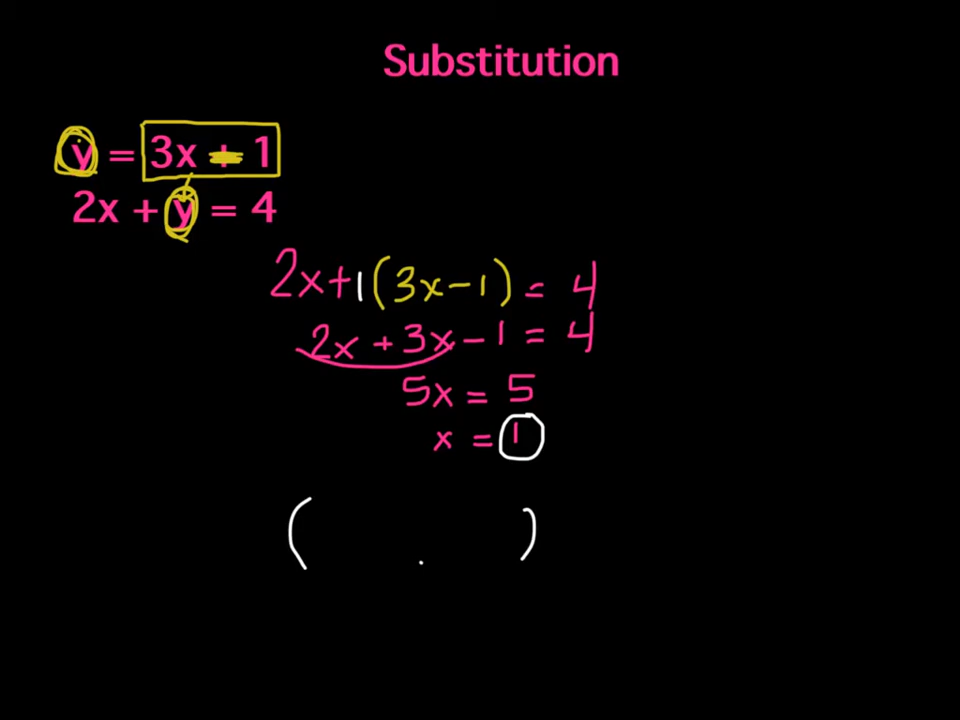 Substitution
y = 3x - 1
2x + y = 4
2x+1(3x-1) = 4
2x + 3x - 1 = 4
5x = 5
x = 1
( . )